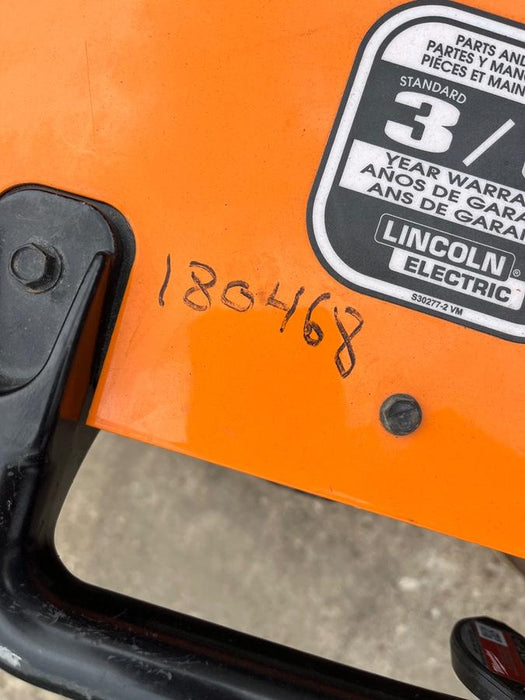 PARTS AND
PARTES Y MAN
PIÈCES ET MAIN
STANDARD
3/
YEAR WARRA
AÑOS DE GARA
ANS DE GARAN
LINCOLN®
ELECTRIC
S30277-2 VM
180468